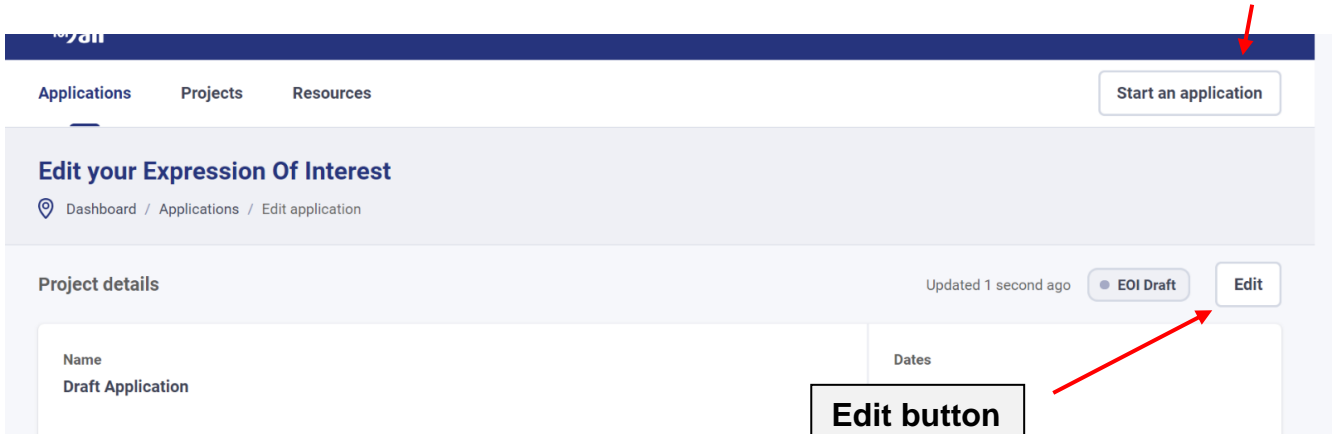 Applications Projects Resources Start an application
Edit your Expression Of Interest
Dashboard / Applications / Edit application
Project details Updated 1 second ago EOI Draft Edit
Name Dates
Draft Application
Edit button